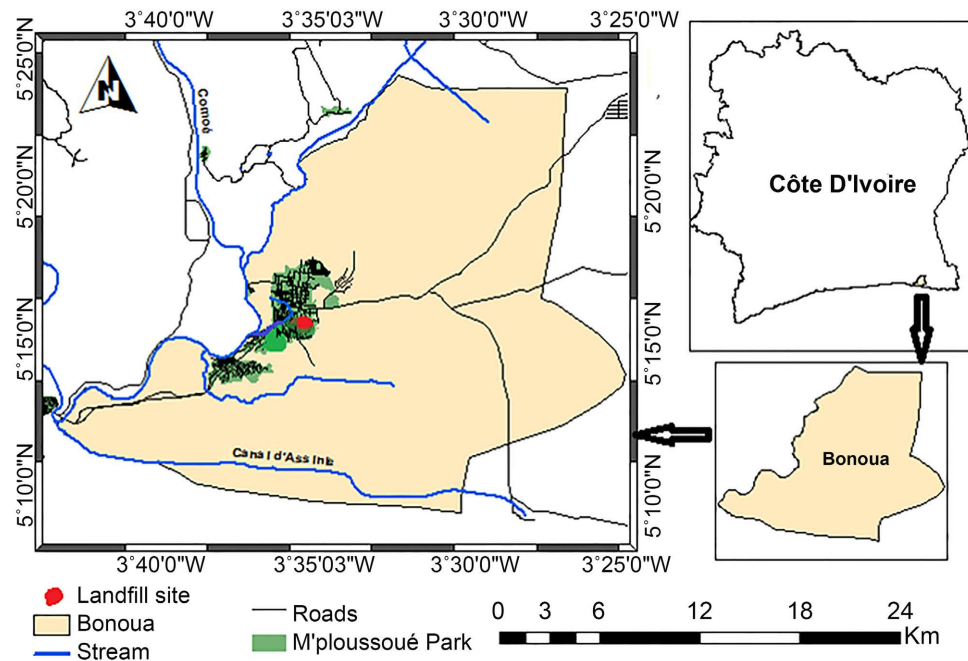 3°40'0"W 3°35'03"W 3°30'0"W 3°25'0"W
5°25'0"N
5°20'0"N
5°15'0"N
5°10'0"N
N
Comoé
Canal d'Assinie
5°25'0"N
5°20'0"N
5°15'0"N
5°10'0"N
3°40'0"W 3°35'03"W 3°30'0"W 3°25'0"W
Côte D'Ivoire
Bonoua
Landfill site
Bonoua
Stream
Roads
M'ploussoué Park
0 3 6 12 18 24
Km